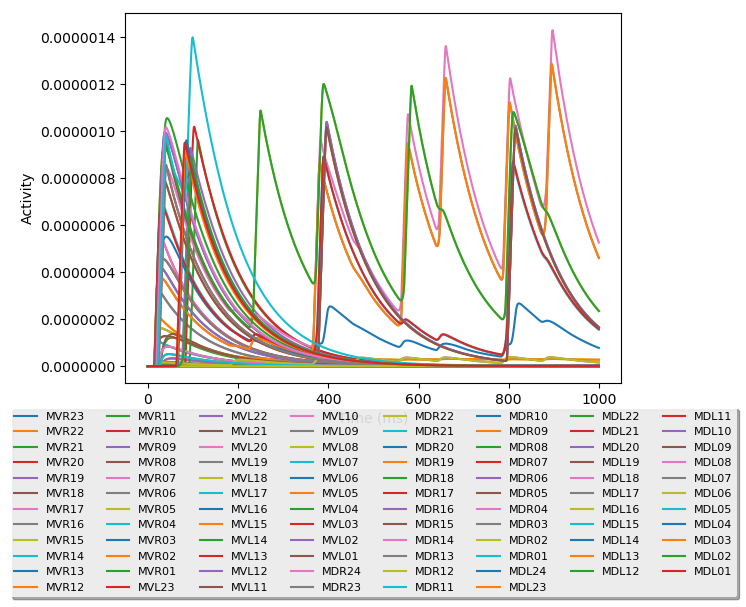 0.0000014
0.0000012
0.0000010
0.0000008
0.0000006
0.0000004
0.0000002
0.0000000
Activity
0 200 400 600 800 1000
Time (ms)
MVR23 MVR11 MVL22 MVL10 MDR22 MDR10 MDL22 MDL11
MVR22 MVR10 MVL21 MVL09 MDR21 MDR09 MDL21 MDL10
MVR21 MVR09 MVL20 MVL08 MDR20 MDR08 MDL20 MDL09
MVR20 MVR08 MVL19 MVL07 MDR19 MDR07 MDL19 MDL08
MVR19 MVR07 MVL18 MVL06 MDR18 MDR06 MDL18 MDL07
MVR18 MVR06 MVL17 MVL05 MDR17 MDR05 MDL17 MDL06
MVR17 MVR05 MVL16 MVL04 MDR16 MDR04 MDL16 MDL05
MVR16 MVR04 MVL15 MVL03 MDR15 MDR03 MDL15 MDL04
MVR15 MVR03 MVL14 MVL02 MDR14 MDR02 MDL14 MDL03
MVR14 MVR02 MVL13 MVL01 MDR13 MDR01 MDL13 MDL02
MVR13 MVR01 MVL12 MDR24 MDR12 MDL24 MDL12 MDL01
MVR12 MVL23 MVL11 MDR23 MDR11 MDL23